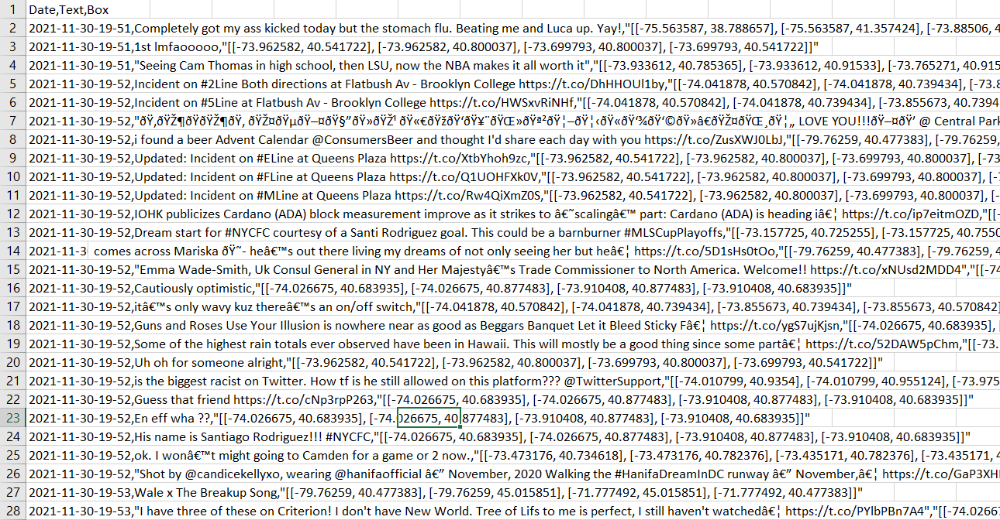 1 Date,Text,Box
2 2021-11-30-19-51,Completely got my ass kicked today but the stomach flu. Beating me and Luca up. Yay!,"[[-75.563587, 38.788657], [-75.563587, 41.357424], [-73.88506, 4
3 2021-11-30-19-51,1st lmfaooooo,"[[-73.962582, 40.541722], [-73.962582, 40.800037], [-73.699793, 40.800037], [-73.699793, 40.541722]]"
4 2021-11-30-19-51,"Seeing Cam Thomas in high school, then LSU, now the NBA makes it all worth it","[[-73.933612, 40.785365], [-73.933612, 40.91533], [-73.765271, 40.915
5 2021-11-30-19-52,Incident on #2Line Both directions at Flatbush Av - Brooklyn College https://t.co/DhHHOUl1by,"[[-74.041878, 40.570842], [-74.041878, 40.739434], [-73.8
6 2021-11-30-19-52,Incident on #5Line at Flatbush Av - Brooklyn College https://t.co/HWSxvRiNHf,"[[-74.041878, 40.570842], [-74.041878, 40.739434], [-73.855673, 40.7394
7 2021-11-30-19-52, LOVE YOU!!! @ Central Park
8 2021-11-30-19-52,i found a beer Advent Calendar @ConsumersBeer and thought I'd share each day with you https://t.co/ZusXWJ0LbJ,"[[-79.76259, 40.477383], [-79.76259,
9 2021-11-30-19-52,Updated: Incident on #ELine at Queens Plaza https://t.co/XtbYhoh9zc,"[[-73.962582, 40.541722], [-73.962582, 40.800037], [-73.699793, 40.800037], [-73
10 2021-11-30-19-52,Updated: Incident on #FLine at Queens Plaza https://t.co/Q1UOHFXk0V,"[[-73.962582, 40.541722], [-73.962582, 40.800037], [-73.699793, 40.800037], [-7
11 2021-11-30-19-52,Updated: Incident on #MLine at Queens Plaza https://t.co/Rw4QiXmZ0S,"[[-73.962582, 40.541722], [-73.962582, 40.800037], [-73.699793, 40.800037], [-
12 2021-11-30-19-52,IOHK publicizes Cardano (ADA) block measurement improve as it strikes to â€˜scalingâ€™ part: Cardano (ADA) is heading iâ€¦ https://t.co/ip7eitmOZD,"[[-
13 2021-11-30-19-52,Dream start for #NYCFC courtesy of a Santi Rodriguez goal. This could be a barnburner #MLSCupPlayoffs,"[[-73.157725, 40.725255], [-73.157725, 40.7550
14 2021-11-3 comes across Mariska ðŸ˜- heâ€™s out there living my dreams of not only seeing her but heâ€¦ https://t.co/5D1sHs0tOo,"[[-79.76259, 40.477383], [-79.76259,
15 2021-11-30-19-52,"Emma Wade-Smith, Uk Consul General in NY and Her Majestyâ€™s Trade Commissioner to North America. Welcome!! https://t.co/xNUsd2MDD4","[[-74
16 2021-11-30-19-52,Cautiously optimistic,"[[-74.026675, 40.683935], [-74.026675, 40.877483], [-73.910408, 40.877483], [-73.910408, 40.683935]]"
17 2021-11-30-19-52,itâ€™s only wavy kuz thereâ€™s an on/off switch,"[[-74.041878, 40.570842], [-74.041878, 40.739434], [-73.855673, 40.739434], [-73.855673, 40.570842]
18 2021-11-30-19-52,Guns and Roses Use Your Illusion is nowhere near as good as Beggars Banquet Let it Bleed Sticky Fâ€¦ https://t.co/ygS7ujKjsn,"[[-74.026675, 40.683935],
19 2021-11-30-19-52,Some of the highest rain totals ever observed have been in Hawaii. This will mostly be a good thing since some partâ€¦ https://t.co/52DAW5pChm,"[[-73.
20 2021-11-30-19-52,Uh oh for someone alright,"[[-73.962582, 40.541722], [-73.962582, 40.800037], [-73.699793, 40.800037], [-73.699793, 40.541722]]"
21 2021-11-30-19-52,is the biggest racist on Twitter. How tf is he still allowed on this platform??? @TwitterSupport,"[[-74.010799, 40.9354], [-74.010799, 40.955124], [-73.975
22 2021-11-30-19-52,Guess that friend https://t.co/cNp3rpP263,"[[-74.026675, 40.683935], [-74.026675, 40.877483], [-73.910408, 40.877483], [-73.910408, 40.683935]]"
23 2021-11-30-19-52,En eff wha ??,"[[-74.026675, 40.683935], [-74.026675, 40.877483], [-73.910408, 40.877483], [-73.910408, 40.683935]]"
24 2021-11-30-19-52,His name is Santiago Rodriguez!!! #NYCFC,"[[-74.026675, 40.683935], [-74.026675, 40.877483], [-73.910408, 40.877483], [-73.910408, 40.683935]]"
25 2021-11-30-19-52,ok. I wonâ€™t might going to Camden for a game or 2 now.,"[[-73.473176, 40.734618], [-73.473176, 40.782376], [-73.435171, 40.782376], [-73.435171, 4
26 2021-11-30-19-52,"Shot by @candicekellyxo, wearing @hanifaofficial â€” November, 2020 Walking the #HanifaDreamInDC runway â€” November,â€¦ https://t.co/GaP3XH
27 2021-11-30-19-53,Wale x The Breakup Song,"[[-79.76259, 40.477383], [-79.76259, 45.015851], [-71.777492, 45.015851], [-71.777492, 40.477383]]"
28 2021-11-30-19-53,"I have three of these on Criterion! I don't have New World. Tree of Lifs to me is perfect, I still haven't watchedâ€¦ https://t.co/PYlbPBn7A4","[[-74.0266